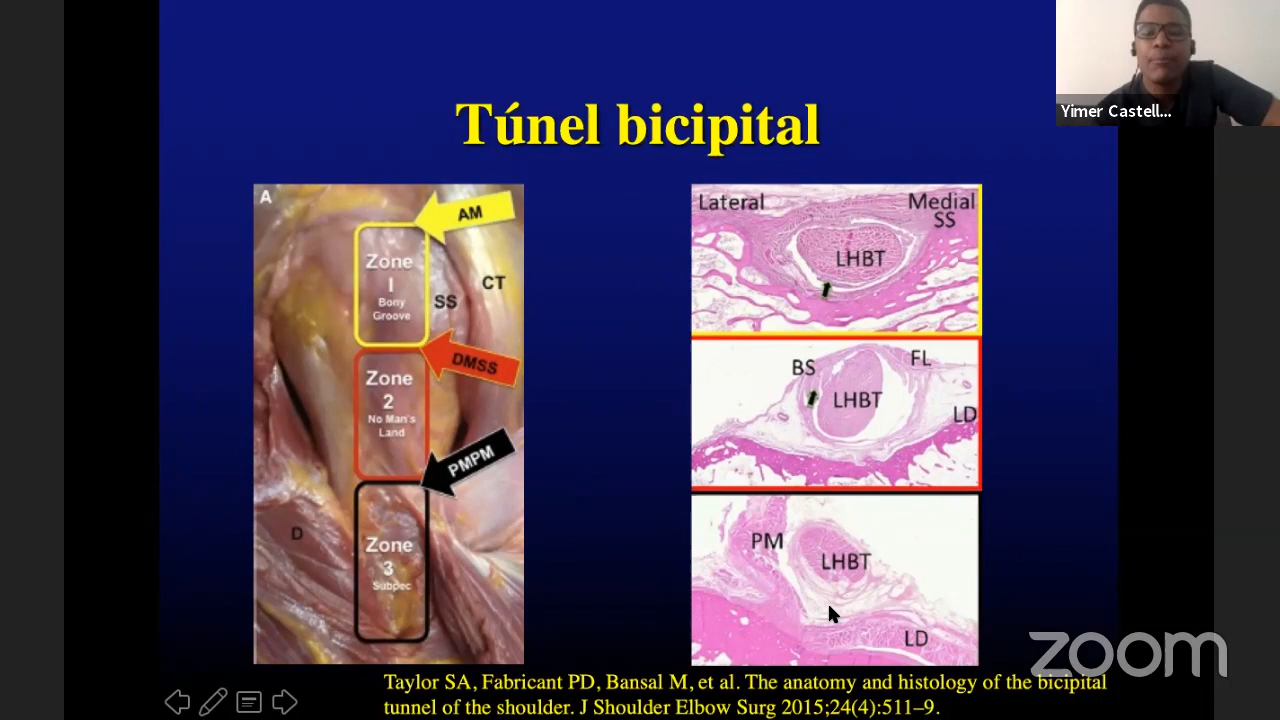 Yimer Castell...
Túnel bicipital
A
AM
Zone
1
Bony
Groove
SS
CT
DMSS
Zone
2
No Man's
Land
PMPM
D
Zone
3
Subpec
Lateral
Medial
SS
LHBT
BS
FL
LHBT
LD
PM
LHBT
LD
zoom
Taylor SA, Fabricant PD, Bansal M, et al. The anatomy and histology of the bicipital
tunnel of the shoulder. J Shoulder Elbow Surg 2015;24(4):511–9.